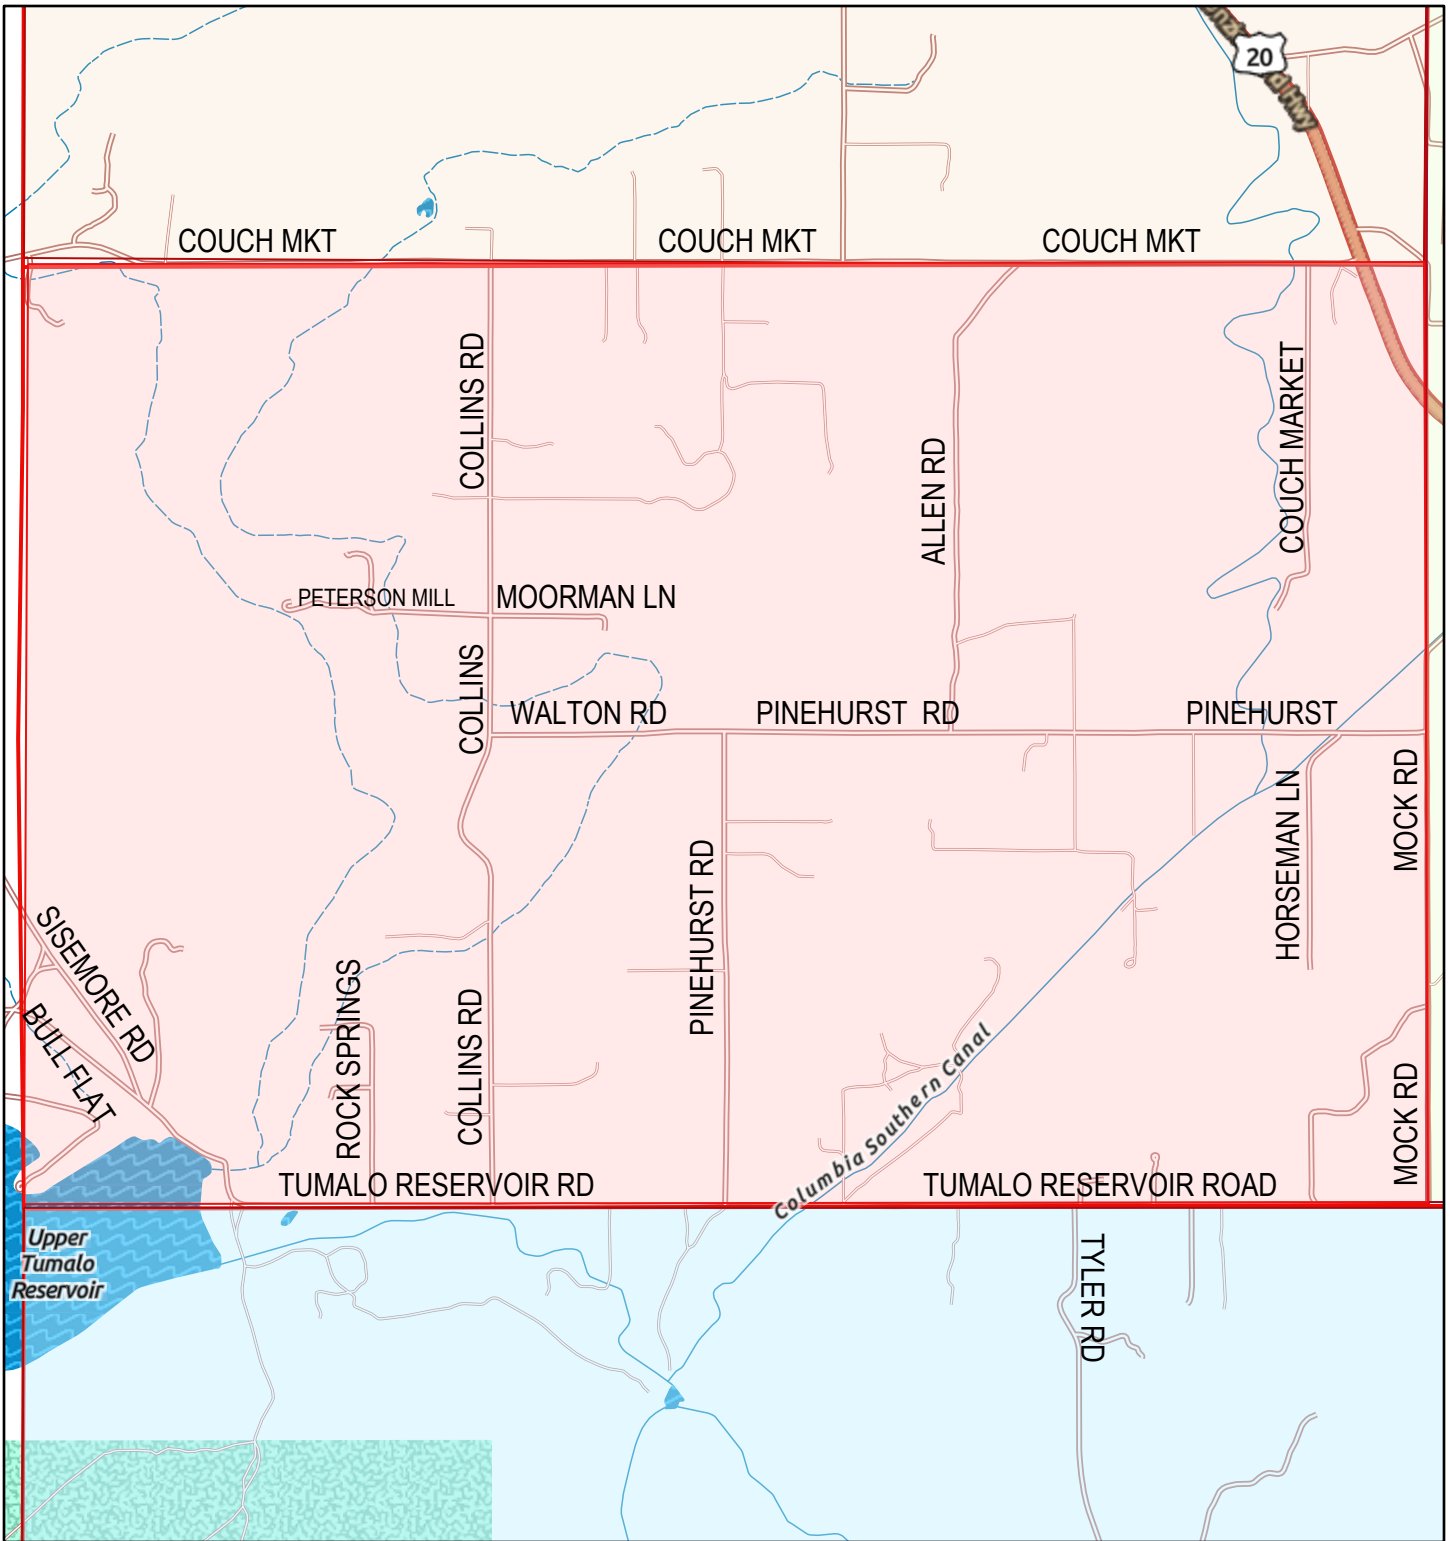 20
d Hwy
COUCH MKT
COUCH MKT
COUCH MKT
COLLINS RD
COUCH MARKET
ALLEN RD
PETERSON MILL
MOORMAN LN
COLLINS
WALTON RD
PINEHURST RD
PINEHURST
MOCK RD
HORSEMAN LN
PINEHURST RD
SISEMORE RD
BULL FLAT
ROCK SPRINGS
COLLINS RD
Columbia Southern Canal
MOCK RD
TUMALO RESERVOIR RD
TUMALO RESERVOIR ROAD
Upper
Tumalo
Reservoir
TYLER RD